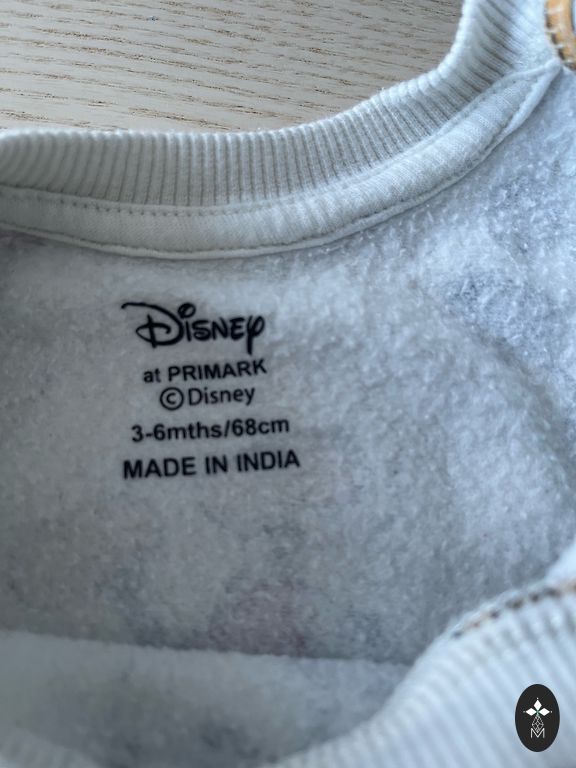 Disney
at PRIMARK
©Disney
3-6mths/68cm
MADE IN INDIA
M